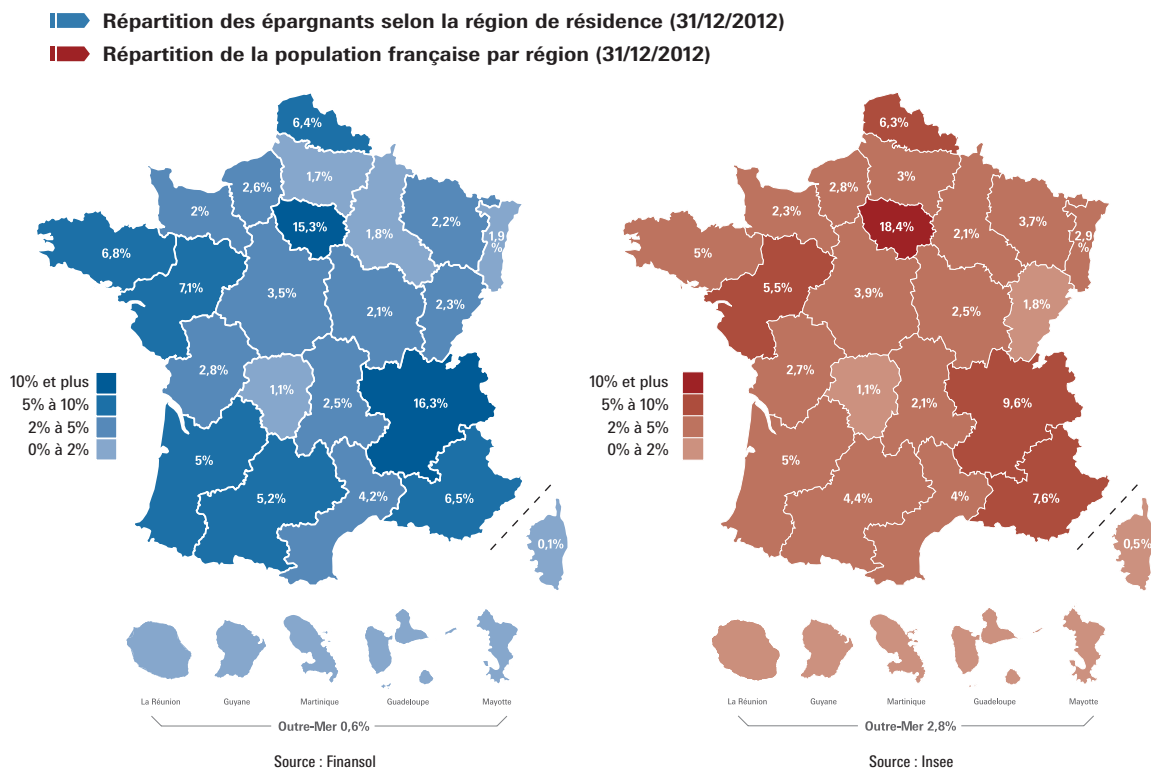 Répartition des épargnants selon la région de résidence (31/12/2012)
Répartition de la population française par région (31/12/2012)
6,4%
1,7%
2,6%
2%
15,3%
1,8%
2,2%
1,9
%
6,8%
7,1%
3,5%
2,1%
2,3%
2,8%
1,1%
2,5%
16,3%
5%
5,2%
4,2%
6,5%
0,1%
10% et plus
5% à 10%
2% à 5%
0% à 2%
La Réunion
Guyane
Martinique
Guadeloupe
Mayotte
Outre-Mer 0,6%
Source : Finansol
6,3%
3%
2,8%
2,3%
18,4%
2,1%
3,7%
2,9
%
5%
5,5%
3,9%
2,5%
1,8%
2,7%
1,1%
2,1%
9,6%
5%
4,4%
4%
7,6%
0,5%
10% et plus
5% à 10%
2% à 5%
0% à 2%
La Réunion
Guyane
Martinique
Guadeloupe
Mayotte
Outre-Mer 2,8%
Source : Insee